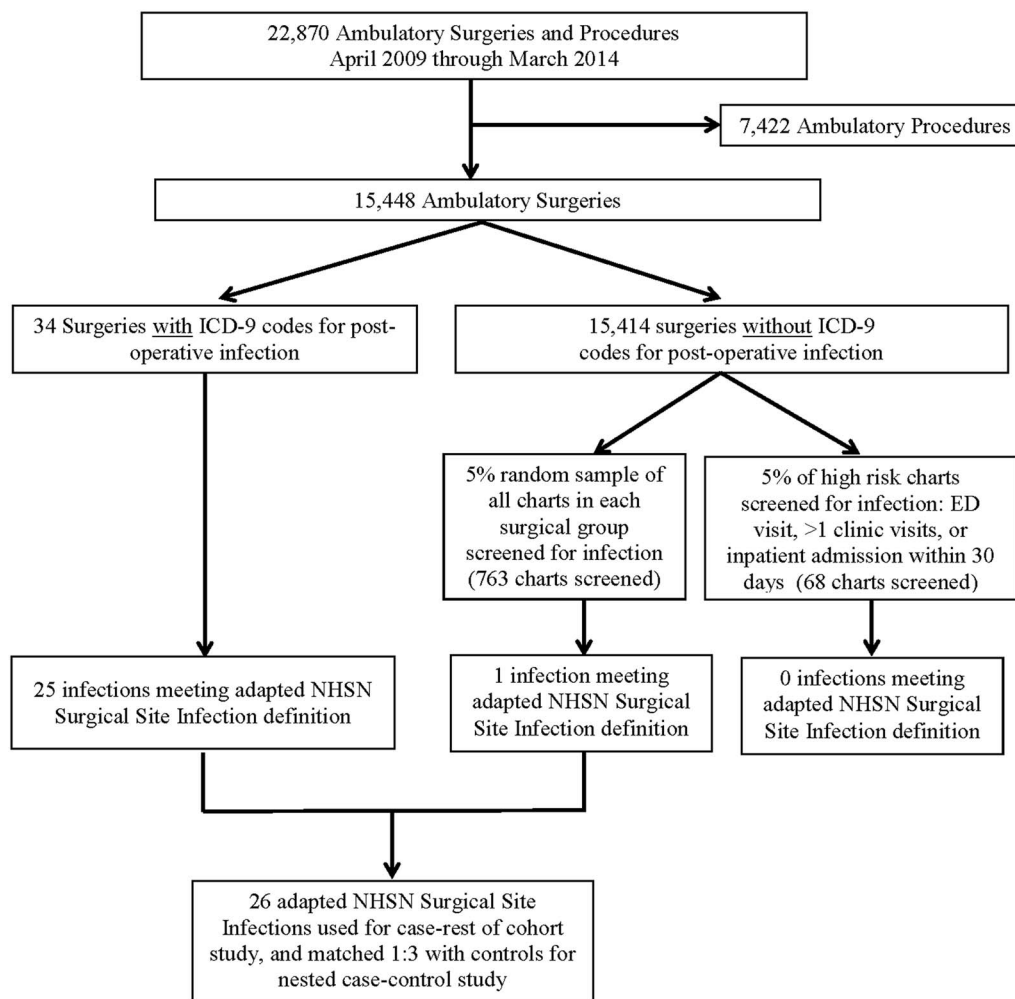 22,870 Ambulatory Surgeries and Procedures
April 2009 through March 2014
7,422 Ambulatory Procedures
15,448 Ambulatory Surgeries
34 Surgeries with ICD-9 codes for post-
operative infection
15,414 surgeries without ICD-9
codes for post-operative infection
5% random sample of
all charts in each
surgical group
screened for infection
(763 charts screened)
5% of high risk charts
screened for infection: ED
visit, >1 clinic visits, or
inpatient admission within 30
days (68 charts screened)
25 infections meeting adapted NHSN
Surgical Site Infection definition
1 infection meeting
adapted NHSN Surgical
Site Infection definition
0 infections meeting
adapted NHSN Surgical
Site Infection definition
26 adapted NHSN Surgical Site
Infections used for case-rest of cohort
study, and matched 1:3 with controls for
nested case-control study